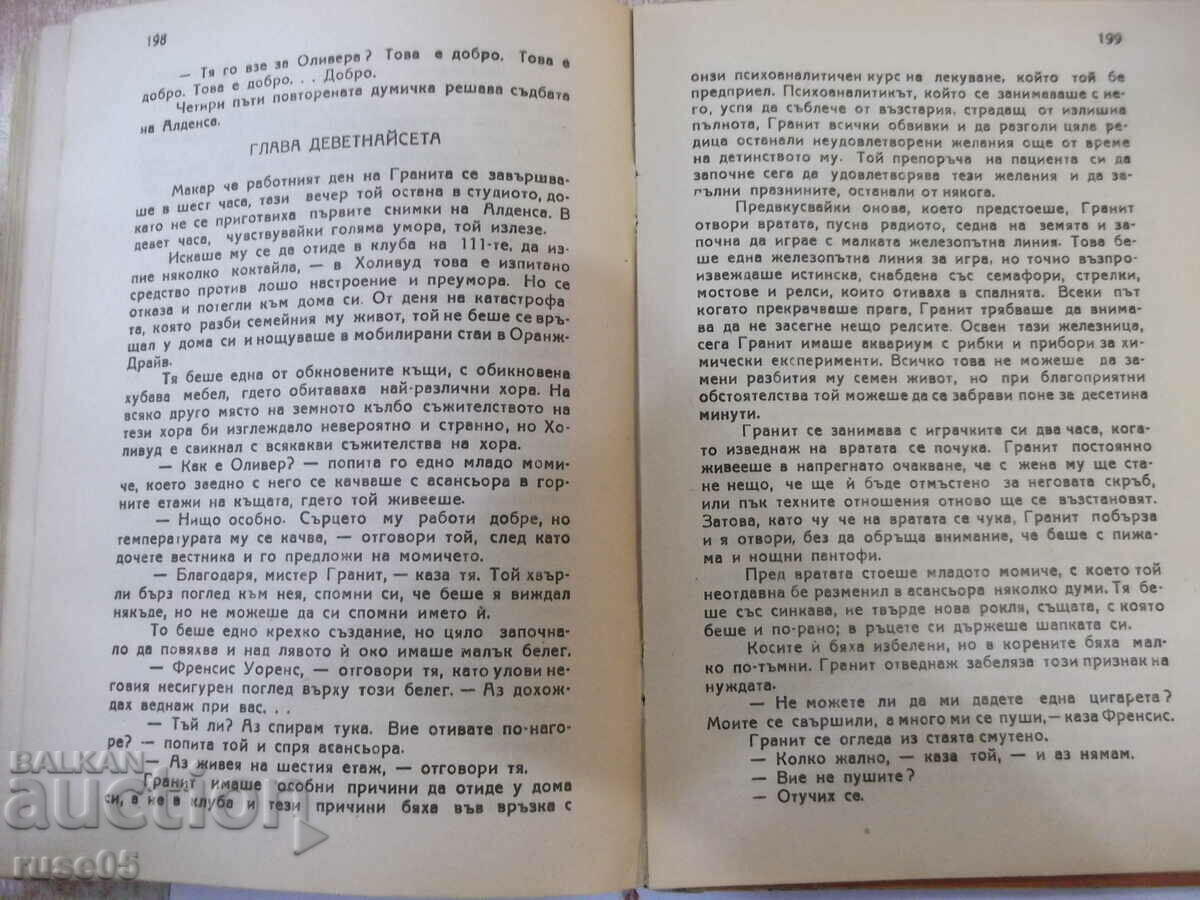 198
— Тя го взе за Оливера? Това е добро. Това е
добро. Това е добро. . . Добро.
Четири пъти повторената думичка решава съдбата
на Алденса.
ГЛАВА ДЕВЕТНАЙСЕТА
Макар че работният ден на Гранита се завърш­ва-
ше в шест часа, тази вечер той остана в студиото, до-
като не се приготвиха първите снимки на Алденса. В
девет часа, чувствувайки голяма умора, той излезе.
Искаше му се да отиде в клуба на 111-те, да из-
пие няколко коктайла, — в Холивуд това е изпитано
средство против лошо настроение и преумора. Но се
отказа и потегли към дома си. От деня на катастрофа
та, която разби семейния му живот, той не беше се връ-
щал у дома си и нощуваше в мобилирани стаи в Оранж-
Драйв.
Тя беше една от обкновените къщи, с обикновена
хубава мебел, гдето обитаваха най-различни хора. На
всяко друго място на земното кълбо съжителството на
тези хора би изглеждало невероятно и странно, но Хо-
ливуд е свикнал с всякакви съжителства на хора.
— Как е Оливер? — попита го едно младо моми-
че, което заедно с него се качваше с асансьора в гор-
ните етажи на къщата, гдето той живееше.
— Нищо особно. Сърцето му работи добре, но
температурата му се качва, — отговори той, след като
дочете вестника и го предложи на момичето.
— Благодаря, мистер Гранит, — каза тя. Той хвър-
ли бърз поглед към нея, спомни си, че беше я виждал
някъде, но не можеше да си спомни името ѝ.
То беше едно крехко създание, но цяло започна-
ло да повяхва и над лявото ѝ око имаше малък белег.
— Френсис Уоренс, — отговори тя, като улови не-
говия несигурен поглед върху този белег. — Аз дохож-
дах веднаж при вас. . .
— Тъй ли? Аз спирам тука. Вие отивате по-наго-
ре? — попита той и спря асансьора.
— Аз живея на шестия етаж, — отговори тя.
Гранит имаше особни причини да отиде у дома
си, а не в клуба и тези причини бяха във връзка с
199
онзи психоаналитичен курс на лекуване, който той бе
предприел. Психоаналитикът, който се занимаваше с не-
го, успя да съблече от възстария, страдащ от излишна
пълнота, Гранит всички обвивки и да разголи цяла ре-
дица останали неудовлетворени желания още от време
на детинството му. Той препоръча на пациента си да
започне сега да удовлетворява тези желания и да за-
пълни празнините, останали от някога.
Предвкусвайки онова, което предстоеше, Гранит
отвори вратата, пусна радиото, седна на земята и за-
почна да играе с малката железопътна линия. Това бе-
ше една железопътна линия за игра, но точно възпро-
извеждаше истинска, снабдена със семафори, стрелки,
мостове и релси, които отиваха в спалнята. Всеки път
когато прекрачваше прага, Гранит трябваше да внима-
ва да не засегне нещо релсите. Освен тази железница,
сега Гранит имаше аквариум с рибки и прибори за хи-
мически експерименти. Всичко това не можеше да за-
мени разбития му семен живот, но при благоприятни
обстоятелства той можеше да са забрави поне за десетина
минути.
Гранит се занимава с играчките си два часа, кога-
то изведнаж на вратата се почука. Гранит постоянно
живееше в напрегнато очакване, че с жена му ще ста-
не нещо, че ще ѝ бъде отмъстено за неговата скръб,
или пък техните отношения отново ще се възстановят.
Затова, като чу че на вратата се чука, Гранит побърза
и я отвори, без да обръща внимание, че беше с пижа-
ма и нощни пантофи.
Пред вратата стоеше младото момиче, с което той
неотдавна бе разменил в асансьора няколко думи. Тя бе-
ше със синкава, не твърде нова рокля, същата, с която
беше и по-рано; в ръцете си държеше шапката си.
Косите ѝ бяха избелени, но в корените бяха мал-
ко по-тъмни. Гранит отведнаж забеляза този признак на
нуждата.
— Не можете ли да ми дадете една цигарета?
Моите се свършили, а много ми се пуши,— каза Френсис.
Гранит се огледа из стаята смутено.
— Колко жално, — каза той, — и аз нямам.
— Вие не пушите?
— Отучих се.
BALKAN
auction
ruse05